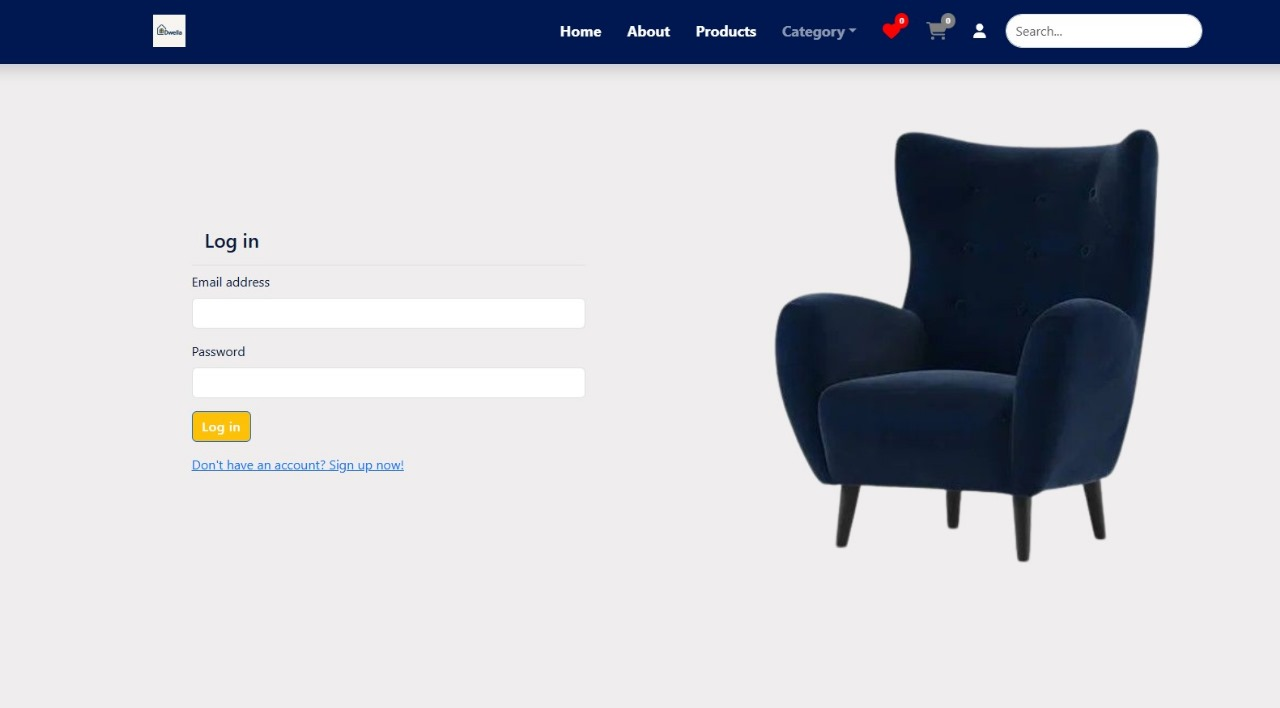 Dwella
Home About Products Category 0 0 Search...
Log in
Email address
Password
Log in
Don't have an account? Sign up now!